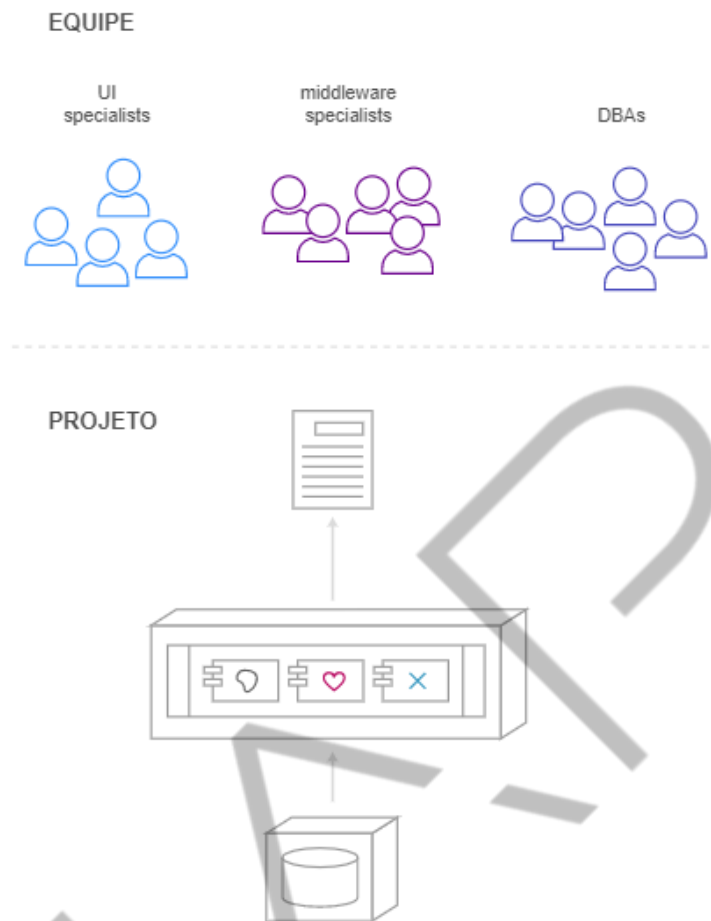 EQUIPE
UI
specialists
middleware
specialists
DBAs
PROJETO